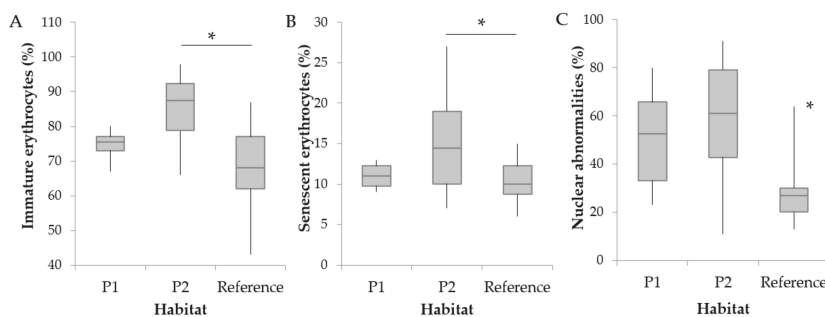 A
Immature erythrocytes (%)
110
100
90
80
70
60
50
40
*
P1 P2 Reference
Habitat
B
Senescent erythrocytes (%)
30
25
20
15
10
5
0
*
P1 P2 Reference
Habitat
C
Nuclear abnormalities (%)
100
80
60
40
20
0
*
P1 P2 Reference
Habitat